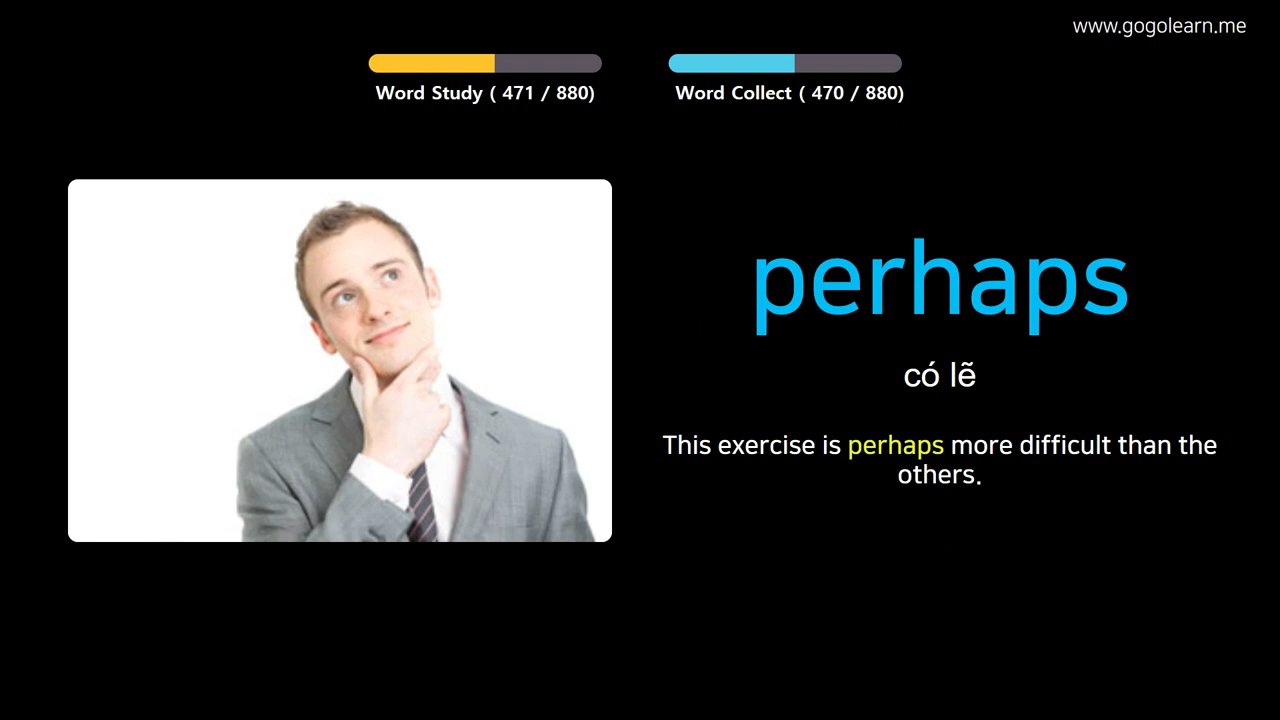 www.gogolearn.me
Word Study ( 471 / 880)
Word Collect ( 470 / 880)
perhaps
có lẽ
This exercise is perhaps more difficult than the
others.